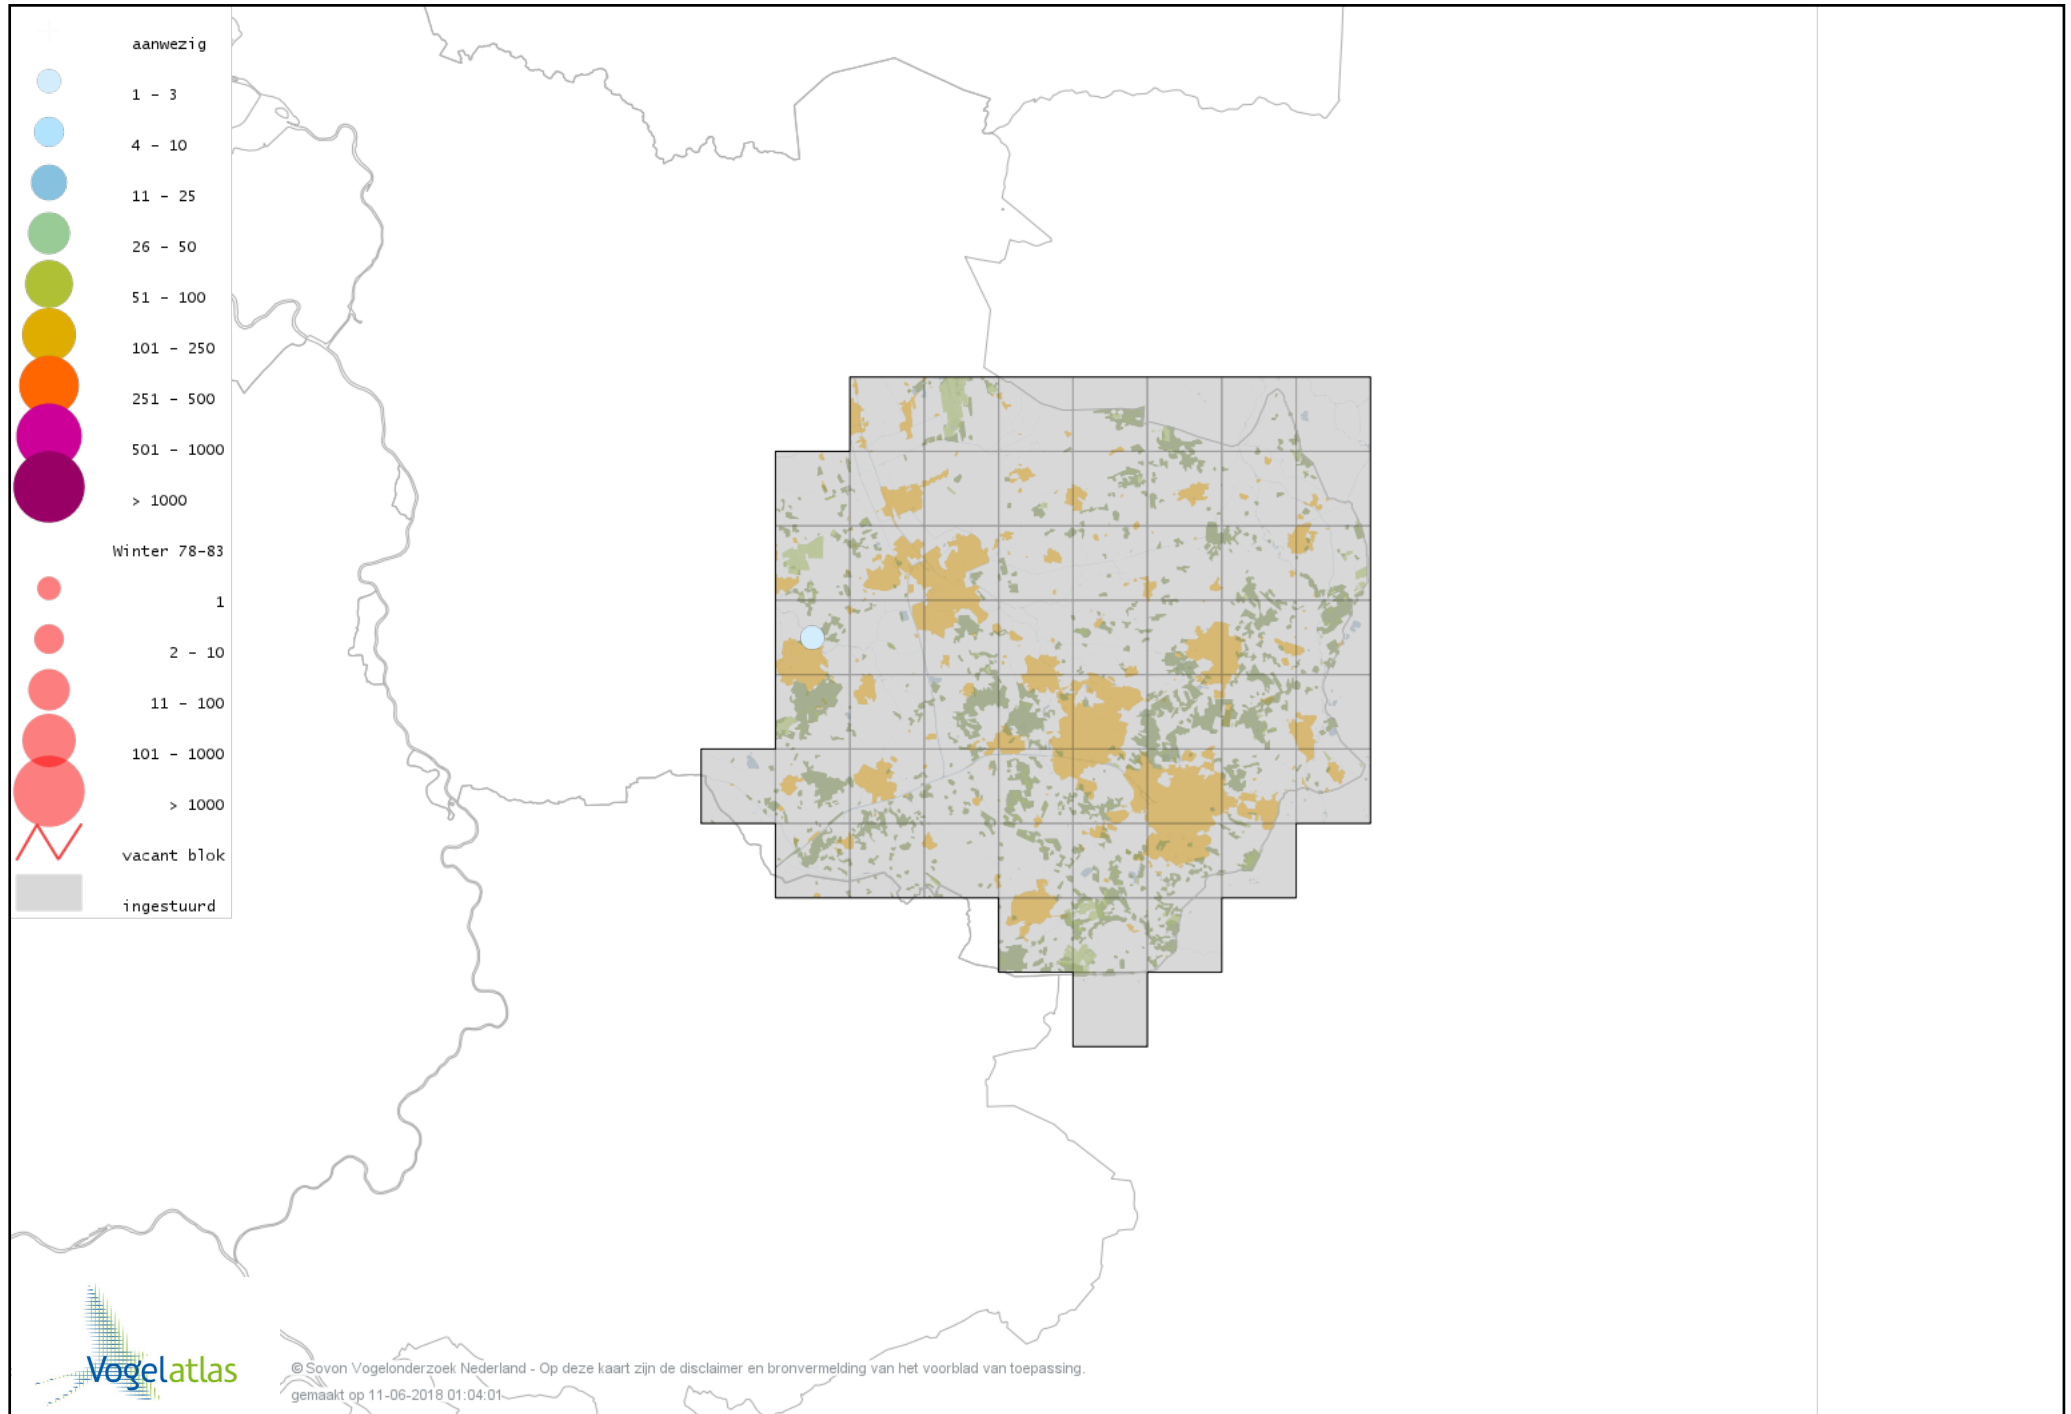 aanwezig
1 - 3
4 - 10
11 - 25
26 - 50
51 - 100
101 - 250
251 - 500
501 - 1000
> 1000
Winter 78-83
1
2 - 10
11 - 100
101 - 1000
> 1000
vacant blok
ingestuurd
Vogelatlas
© Sovon Vogelonderzoek Nederland - Op deze kaart zijn de disclaimer en bronvermelding van het voorblad van toepassing.
gemaakt op 11-06-2018 01:04:01